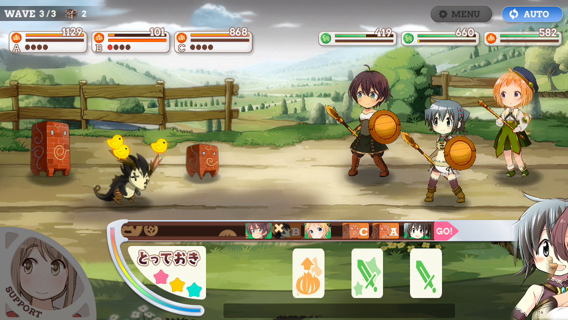 WAVE 3/3 2
MENU
AUTO
1129
A
101
B
868
C
419
660
582
B C A GO!
とっておき
SUPPORT